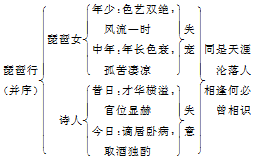 琵琶行
(并序)
琵琶女
年少:色艺双绝,
风流一时
中年:年长色衰,
孤苦凄凉
失
宠
诗人
昔日:才华横溢,
官位显赫
今日:谪居卧病,
取酒独酌
失
意
同是天涯
沦落人
相逢何必
曾相识